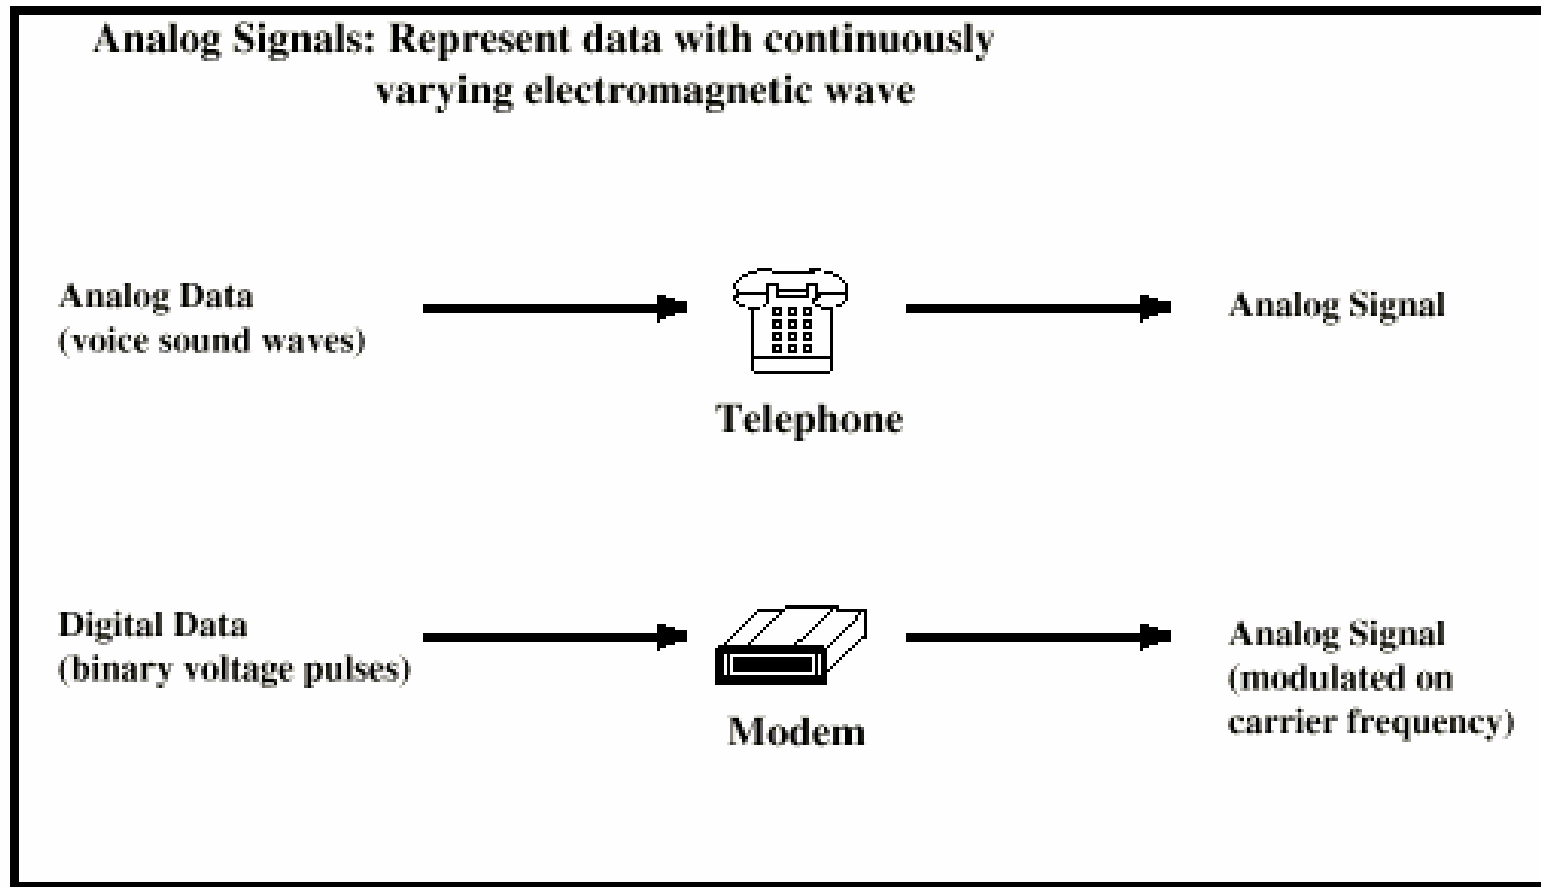 Analog Signals: Represent data with continuously
varying electromagnetic wave
Analog Data
(voice sound waves)
Telephone
Analog Signal
Digital Data
(binary voltage pulses)
Modem
Analog Signal
(modulated on
carrier frequency)